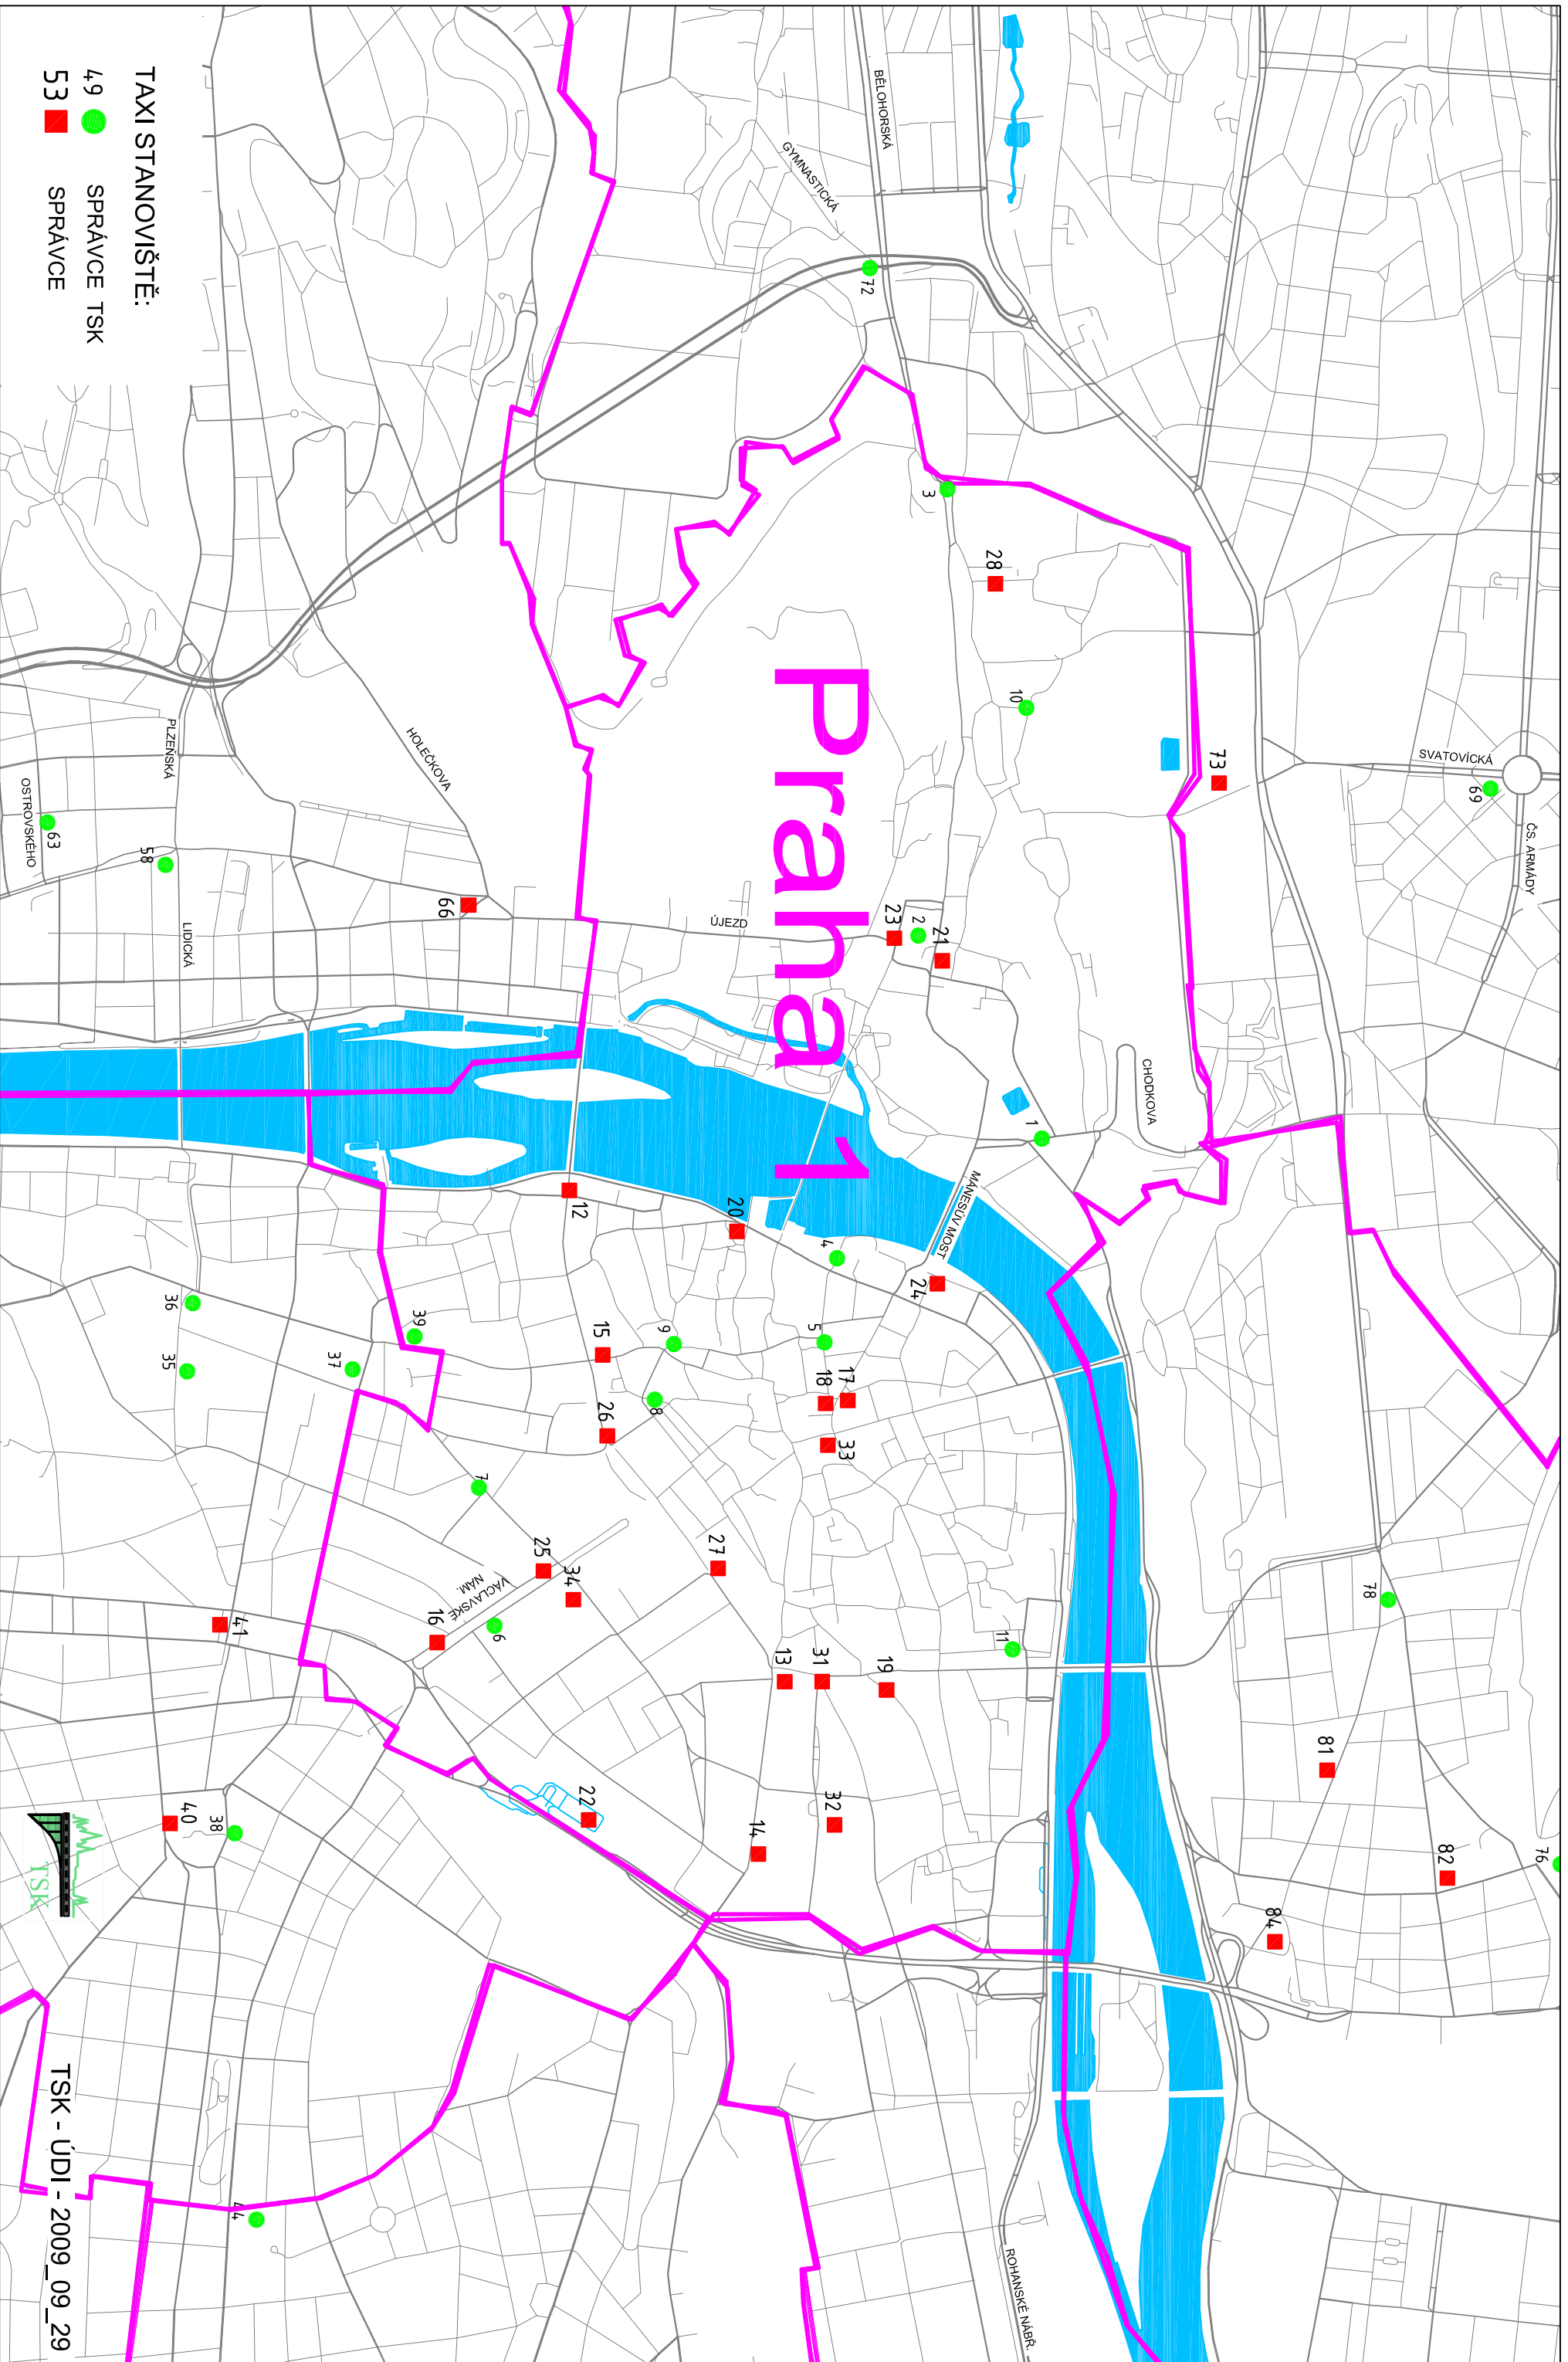 SVATOVÍCKÁ
ČS. ARMÁDY
69
76
78
82
81
84
73
CHODKOVA
BĚLOHORSKÁ
GYMNASTICKÁ
72
3
28
10
Praha 1
21
2
23
ÚJEZD
1
MÁNESŮV MOST
24
4
20
12
5
17
18
33
9
8
15
26
11
19
31
13
32
14
27
34
25
7
VÁCLAVSKÉ
NÁM.
6
16
22
ROHANSKÉ NÁBŘ.
HOLEČKOVA
66
PLZEŇSKÁ
58
LIDICKÁ
63
OSTROVSKÉHO
39
37
36
35
41
40
38
44
TAXI STANOVIŠTĚ:
49 SPRÁVCE TSK
53 SPRÁVCE
TSK
TSK - ÚDI - 2009_09_29